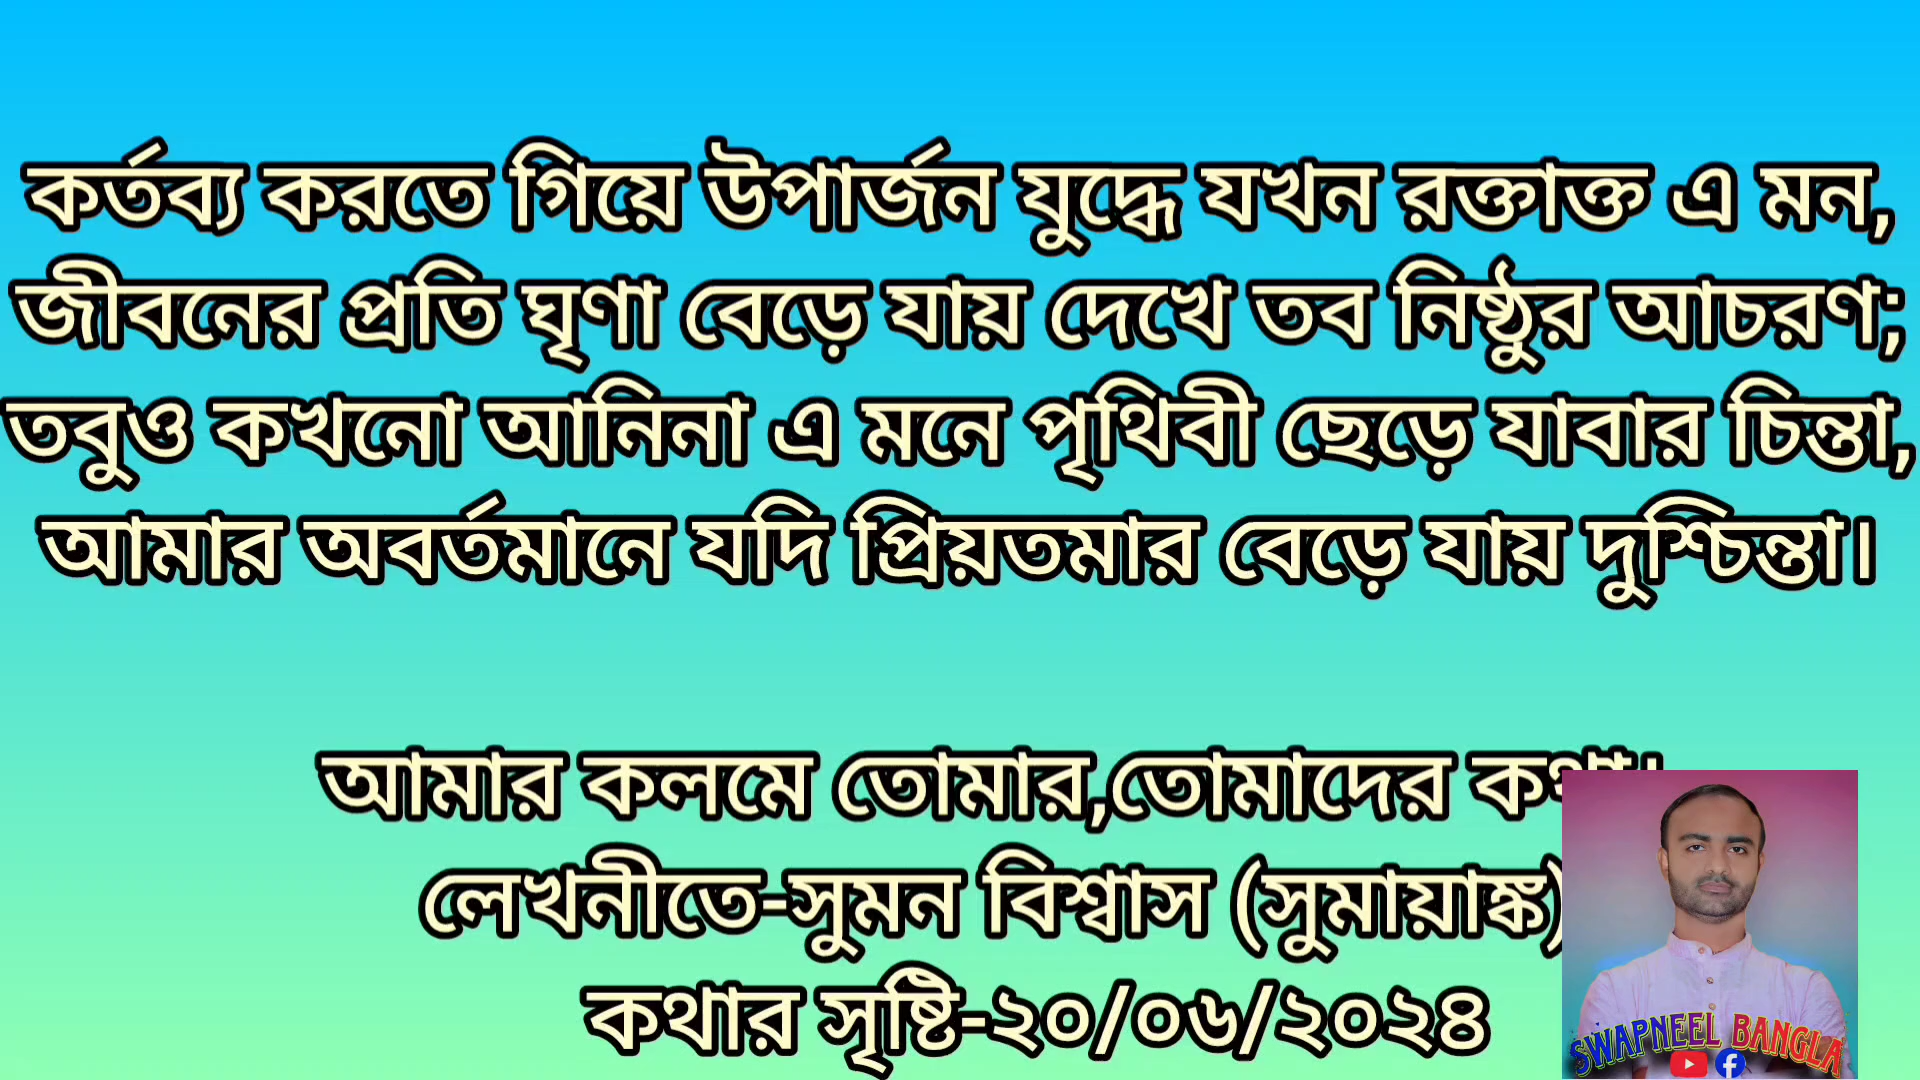 কর্তব্য করতে গিয়ে উপার্জন যুদ্ধে যখন রক্তাক্ত এ মন,
জীবনের প্রতি ঘৃণা বেড়ে যায় দেখে তব নিষ্ঠুর আচরণ;
তবুও কখনো আনিনা এ মনে পৃথিবী ছেড়ে যাবার চিন্তা,
আমার অবর্তমানে যদি প্রিয়তমার বেড়ে যায় দুশ্চিন্তা।
আমার কলমে তোমার,তোমাদের কথা।
লেখনীতে-সুমন বিশ্বাস (সুমায়াঙ্ক)
কথার সৃষ্টি-২০/০৬/২০২৪
SWAPNEEL BANGLA